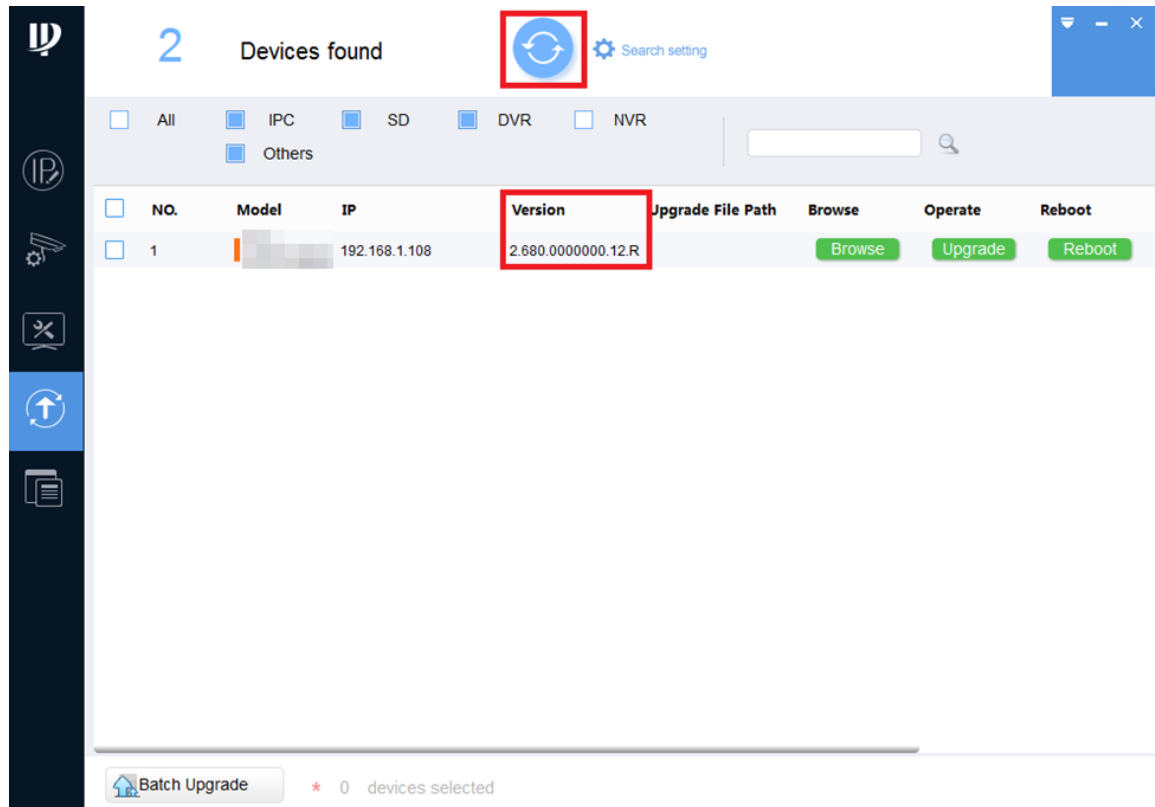 2 Devices found Search setting
All IPC SD DVR NVR
Others
NO. Model IP Version Upgrade File Path Browse Operate Reboot
1 192.168.1.108 2.680.0000000.12.R Browse Upgrade Reboot
Batch Upgrade * 0 devices selected